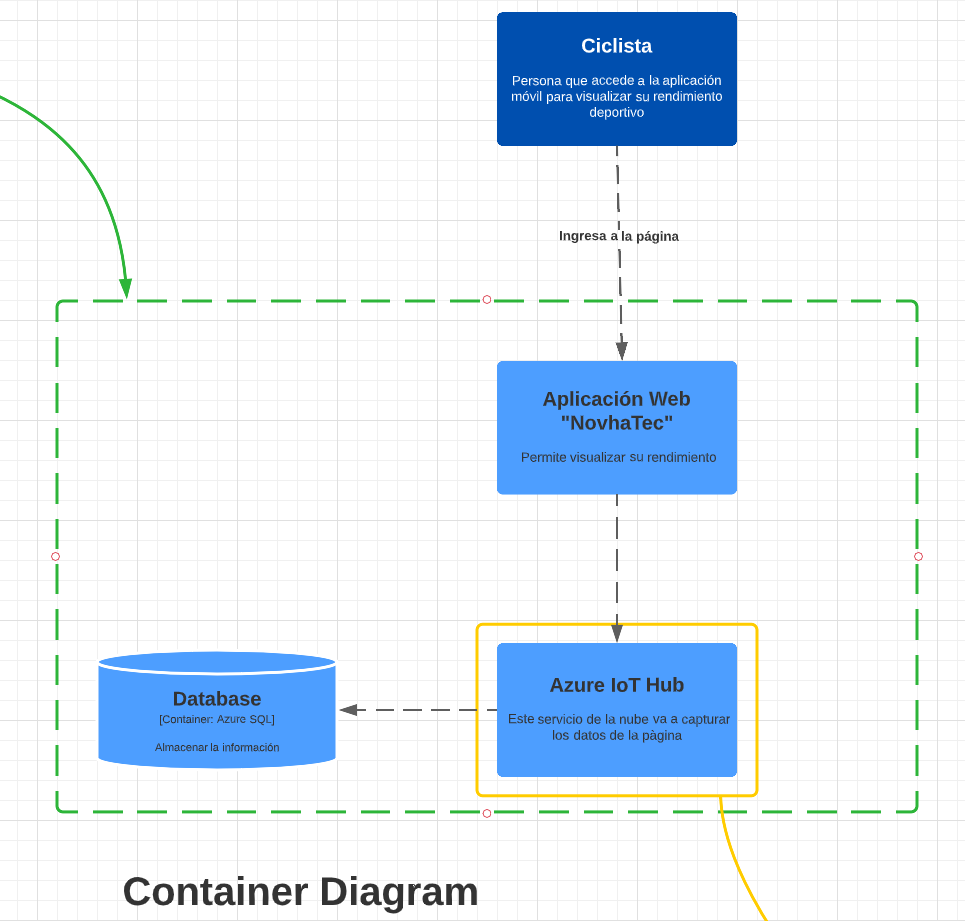 Ciclista
Persona que accede a la aplicación
móvil para visualizar su rendimiento
deportivo
Ingresa a la página
Aplicación Web
"NovhaTec"
Permite visualizar su rendimiento
Azure IoT Hub
Este servicio de la nube va a capturar
los datos de la pàgina
Database
[Container: Azure SQL]
Almacenar la información
Container Diagram